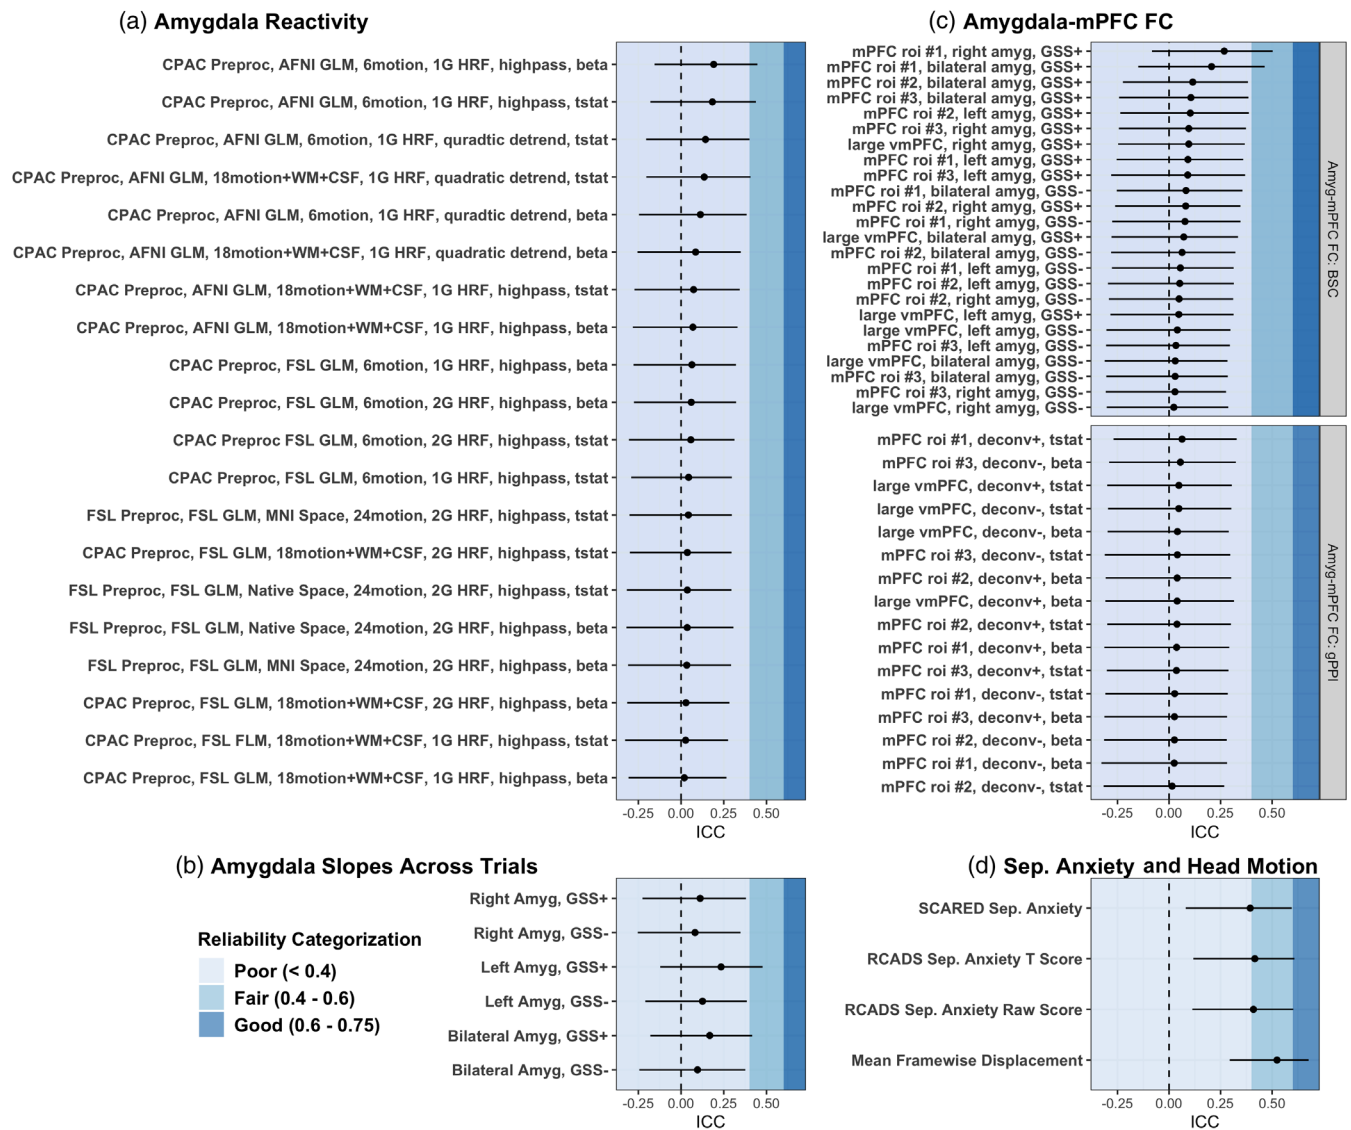 (a) Amygdala Reactivity
CPAC Preproc, AFNI GLM, 6motion, 1G HRF, highpass, beta
CPAC Preproc, AFNI GLM, 6motion, 1G HRF, highpass, tstat
CPAC Preproc, AFNI GLM, 6motion, 1G HRF, quradtic detrend, tstat
CPAC Preproc, AFNI GLM, 18motion+WM+CSF, 1G HRF, quadratic detrend, tstat
CPAC Preproc, AFNI GLM, 6motion, 1G HRF, quradtic detrend, beta
CPAC Preproc, AFNI GLM, 18motion+WM+CSF, 1G HRF, quadratic detrend, beta
CPAC Preproc, AFNI GLM, 18motion+WM+CSF, 1G HRF, highpass, tstat
CPAC Preproc, AFNI GLM, 18motion+WM+CSF, 1G HRF, highpass, beta
CPAC Preproc, FSL GLM, 6motion, 1G HRF, highpass, beta
CPAC Preproc, FSL GLM, 6motion, 2G HRF, highpass, beta
CPAC Preproc FSL GLM, 6motion, 2G HRF, highpass, tstat
CPAC Preproc, FSL GLM, 6motion, 1G HRF, highpass, tstat
FSL Preproc, FSL GLM, MNI Space, 24motion, 2G HRF, highpass, tstat
CPAC Preproc, FSL GLM, 18motion+WM+CSF, 2G HRF, highpass, tstat
FSL Preproc, FSL GLM, Native Space, 24motion, 2G HRF, highpass, tstat
FSL Preproc, FSL GLM, Native Space, 24motion, 2G HRF, highpass, beta
FSL Preproc, FSL GLM, MNI Space, 24motion, 2G HRF, highpass, beta
CPAC Preproc, FSL GLM, 18motion+WM+CSF, 2G HRF, highpass, beta
CPAC Preproc, FSL FLM, 18motion+WM+CSF, 1G HRF, highpass, tstat
CPAC Preproc, FSL GLM, 18motion+WM+CSF, 1G HRF, highpass, beta
-0.25 0.00 0.25 0.50
ICC
(c) Amygdala-mPFC FC
mPFC roi #1, right amyg, GSS+
mPFC roi #1, bilateral amyg, GSS+
mPFC roi #2, bilateral amyg, GSS+
mPFC roi #3, bilateral amyg, GSS+
mPFC roi #2, left amyg, GSS+
mPFC roi #3, right amyg, GSS+
large vmPFC, right amyg, GSS+
mPFC roi #1, left amyg, GSS+
mPFC roi #3, left amyg, GSS+
mPFC roi #1, bilateral amyg, GSS-
mPFC roi #2, right amyg, GSS+
mPFC roi #1, right amyg, GSS-
large vmPFC, bilateral amyg, GSS+
mPFC roi #2, bilateral amyg, GSS-
mPFC roi #1, left amyg, GSS-
mPFC roi #2, left amyg, GSS-
mPFC roi #2, right amyg, GSS-
large vmPFC, left amyg, GSS+
large vmPFC, left amyg, GSS-
mPFC roi #3, left amyg, GSS-
large vmPFC, bilateral amyg, GSS-
mPFC roi #3, bilateral amyg, GSS-
mPFC roi #3, right amyg, GSS-
large vmPFC, right amyg, GSS-
Amyg-mPFC FC: BSC
mPFC roi #1, deconv+, tstat
mPFC roi #3, deconv-, beta
large vmPFC, deconv+, tstat
large vmPFC, deconv-, tstat
large vmPFC, deconv-, beta
mPFC roi #3, deconv-, tstat
mPFC roi #2, deconv+, beta
large vmPFC, deconv+, beta
mPFC roi #2, deconv+, tstat
mPFC roi #1, deconv+, beta
mPFC roi #3, deconv+, tstat
mPFC roi #1, deconv-, tstat
mPFC roi #3, deconv+, beta
mPFC roi #2, deconv-, beta
mPFC roi #1, deconv-, beta
mPFC roi #2, deconv-, tstat
Amyg-mPFC FC: gPPI
-0.25 0.00 0.25 0.50
ICC
(b) Amygdala Slopes Across Trials
Right Amyg, GSS+
Right Amyg, GSS-
Left Amyg, GSS+
Left Amyg, GSS-
Bilateral Amyg, GSS+
Bilateral Amyg, GSS-
-0.25 0.00 0.25 0.50
ICC
Reliability Categorization
Poor (< 0.4)
Fair (0.4 - 0.6)
Good (0.6 - 0.75)
(d) Sep. Anxiety and Head Motion
SCARED Sep. Anxiety
RCADS Sep. Anxiety T Score
RCADS Sep. Anxiety Raw Score
Mean Framewise Displacement
-0.25 0.00 0.25 0.50
ICC